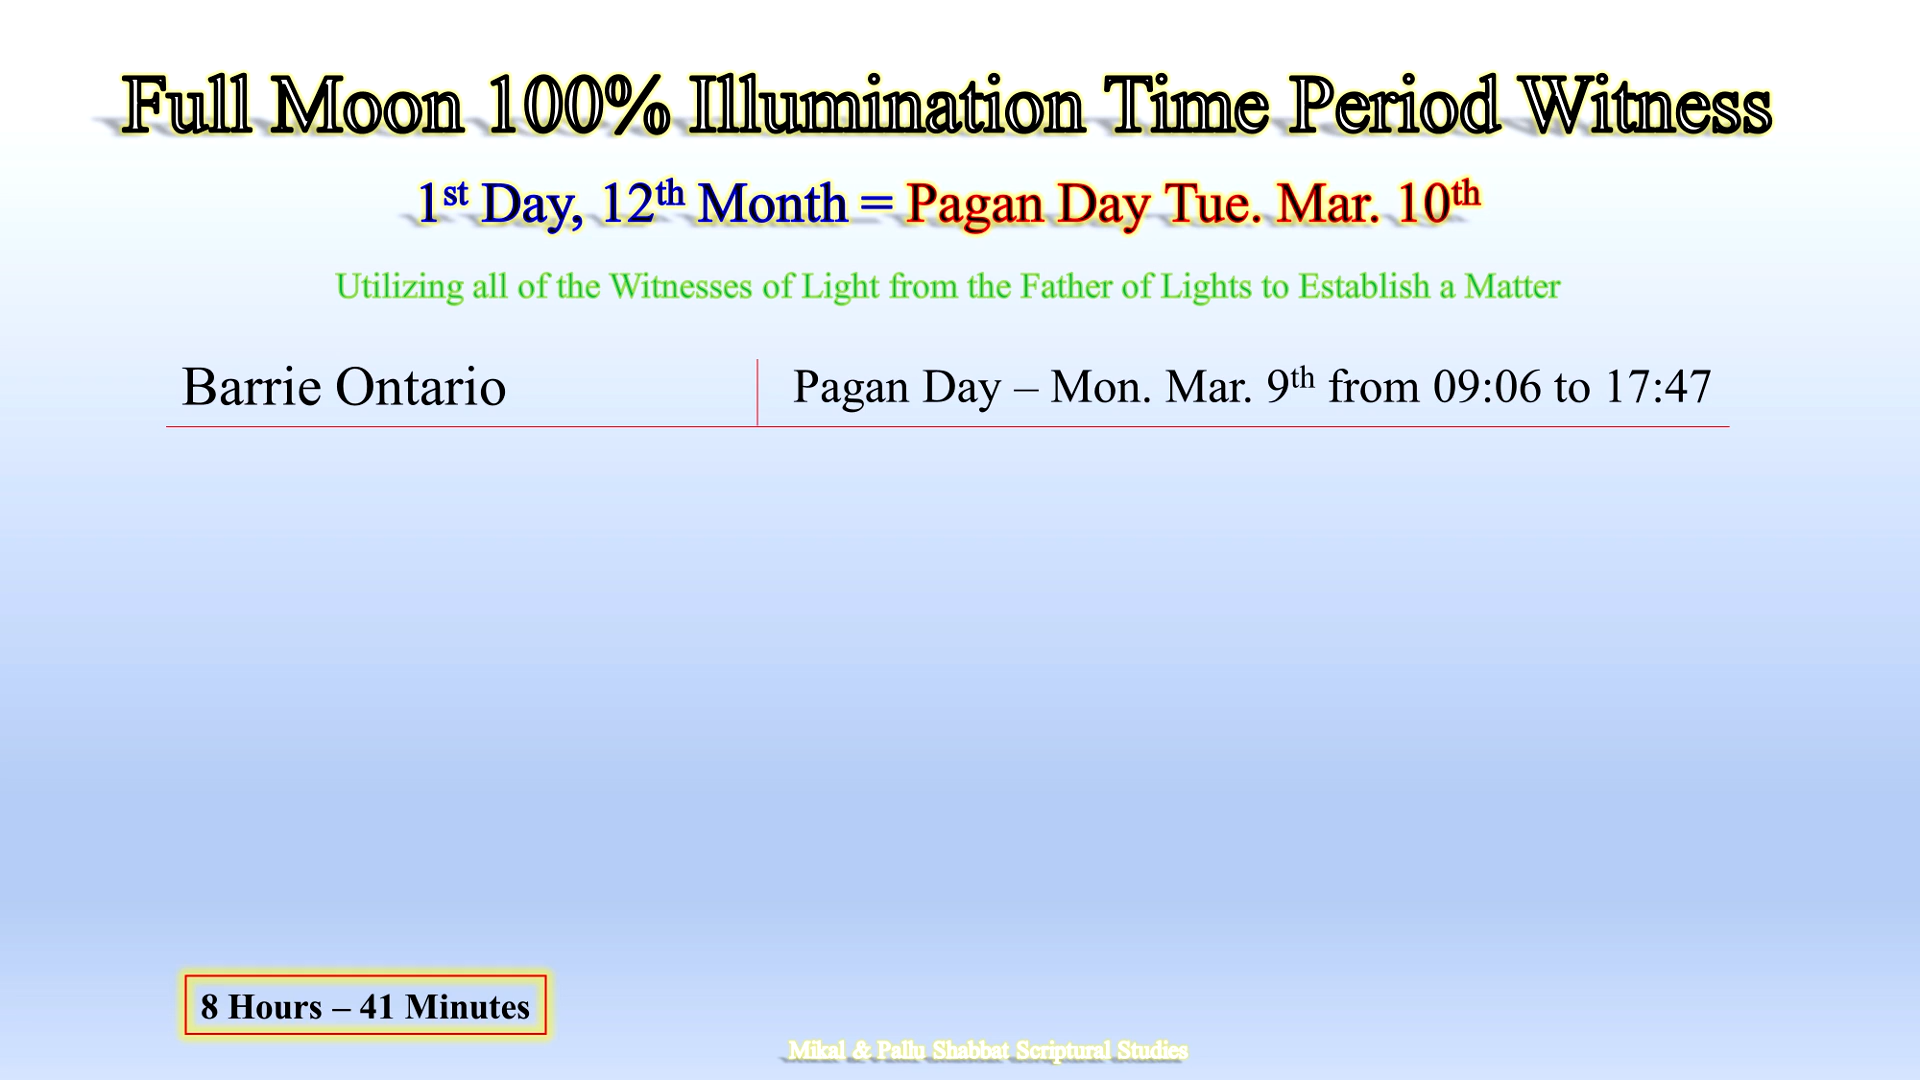 Full Moon 100% Illumination Time Period Witness
1st Day, 12th Month = Pagan Day Tue. Mar. 10th
Utilizing all of the Witnesses of Light from the Father of Lights to Establish a Matter
Barrie Ontario
Pagan Day – Mon. Mar. 9th from 09:06 to 17:47
8 Hours – 41 Minutes
Mikal & Pallu Shabbat Scriptural Studies